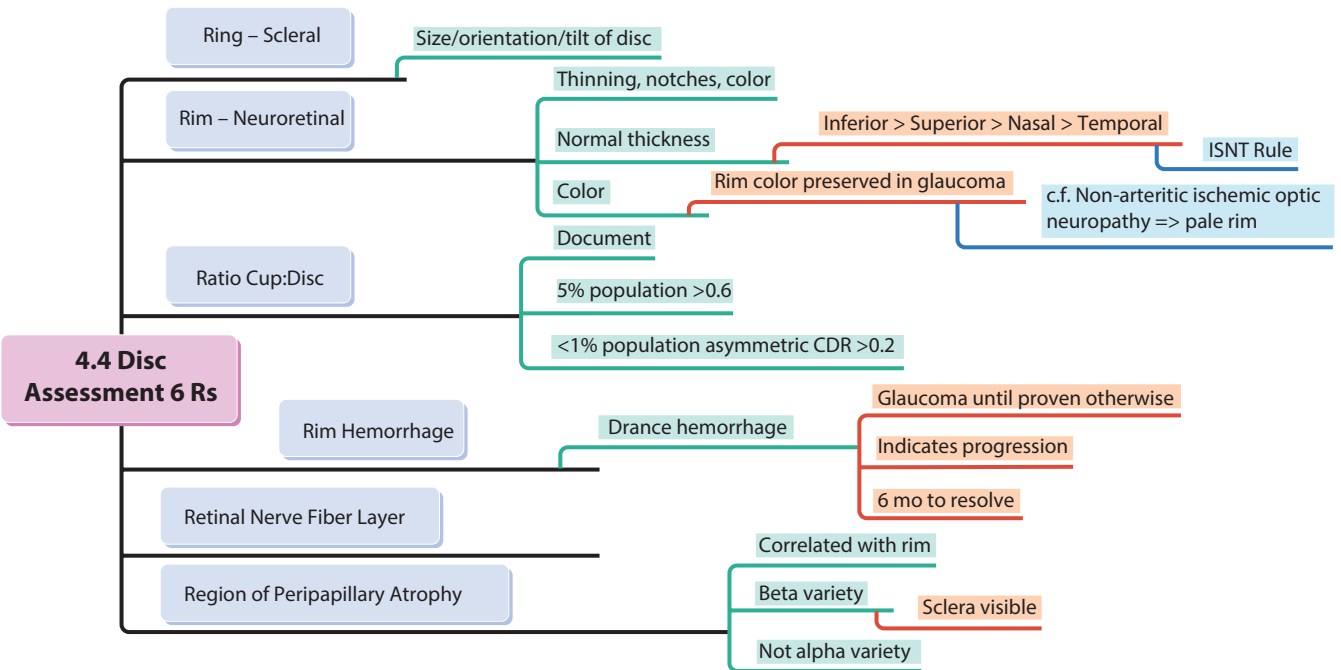 Ring – Scleral
Size/orientation/tilt of disc
Rim – Neuroretinal
Thinning, notches, color
Normal thickness
Inferior > Superior > Nasal > Temporal
ISNT Rule
Color
Rim color preserved in glaucoma
c.f. Non-arteritic ischemic optic
neuropathy => pale rim
Ratio Cup:Disc
Document
5% population >0.6
<1% population asymmetric CDR >0.2
4.4 Disc
Assessment 6 Rs
Rim Hemorrhage
Drance hemorrhage
Glaucoma until proven otherwise
Indicates progression
6 mo to resolve
Retinal Nerve Fiber Layer
Region of Peripapillary Atrophy
Correlated with rim
Beta variety
Sclera visible
Not alpha variety